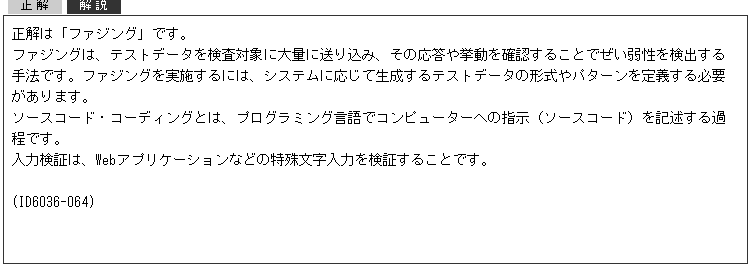 正解 解説
正解は「ファジング」です。
ファジングは、テストデータを検査対象に大量に送り込み、その応答や挙動を確認することでぜい弱性を検出する
手法です。ファジングを実施するには、システムに応じて生成するテストデータの形式やパターンを定義する必要
があります。
ソースコード・コーディングとは、プログラミング言語でコンピューターへの指示（ソースコード）を記述する過
程です。
入力検証は、Webアプリケーションなどの特殊文字入力を検証することです。
(ID6036-064)